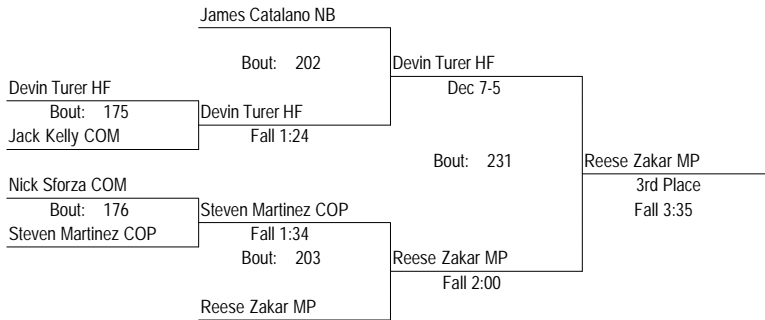 James Catalano NB
Bout: 202
Devin Turer HF
Dec 7-5
Devin Turer HF
Bout: 175
Devin Turer HF
Jack Kelly COM
Fall 1:24
Bout: 231
Reese Zakar MP
3rd Place
Fall 3:35
Nick Sforza COM
Bout: 176
Steven Martinez COP
Steven Martinez COP
Fall 1:34
Bout: 203
Reese Zakar MP
Fall 2:00
Reese Zakar MP